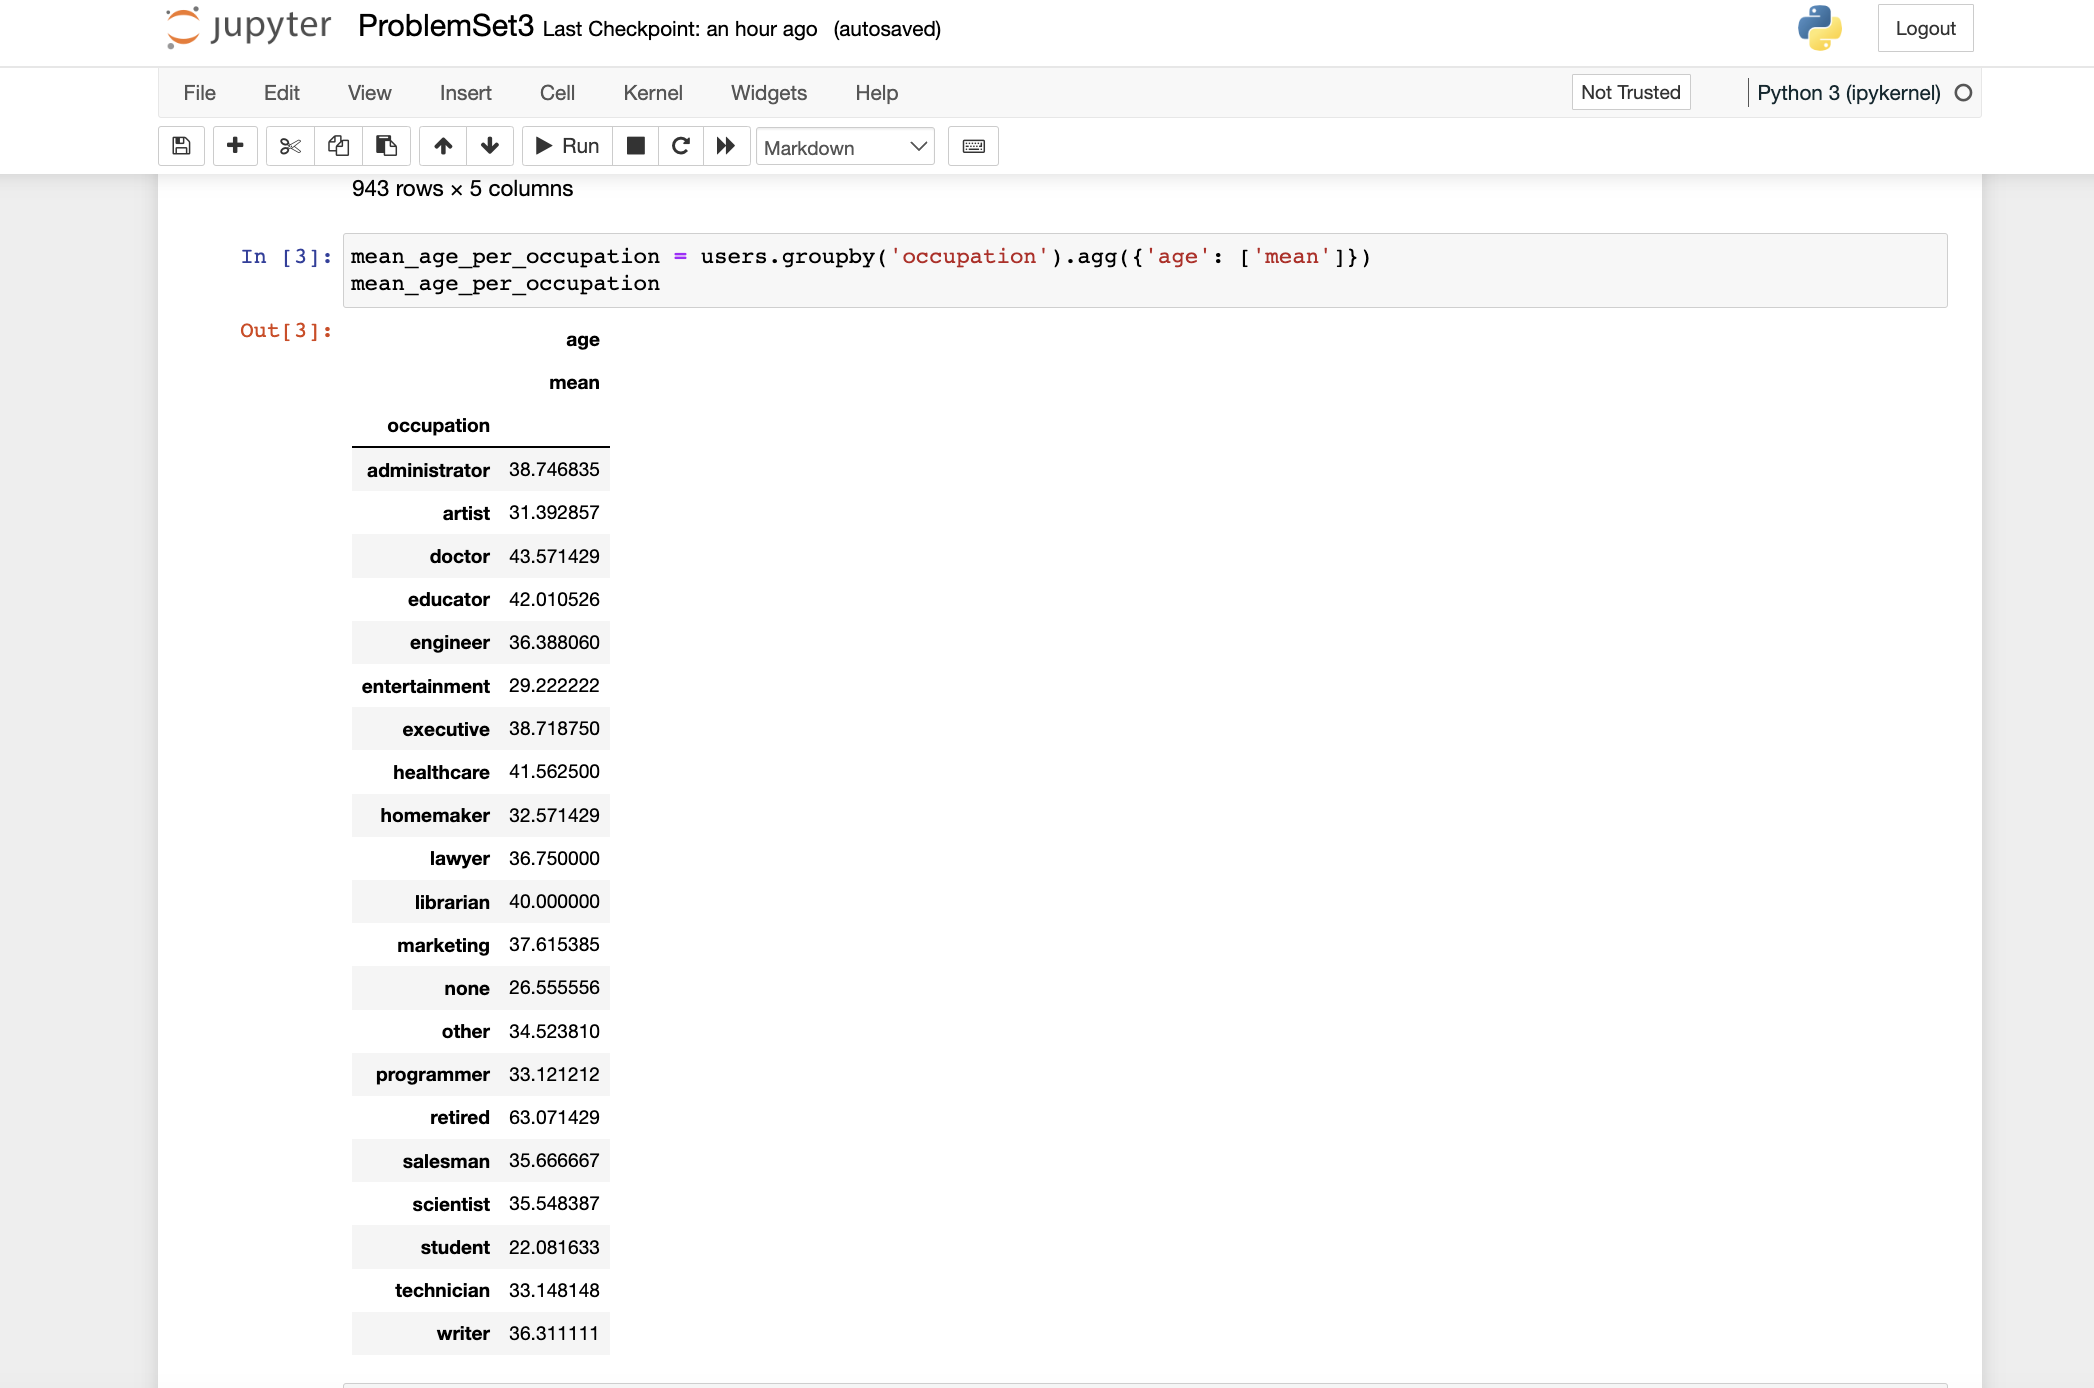 jupyter ProblemSet3 Last Checkpoint: an hour ago (autosaved) Logout
File Edit View Insert Cell Kernel Widgets Help Not Trusted Python 3 (ipykernel)
Run Markdown
943 rows × 5 columns
In [3]: mean_age_per_occupation = users.groupby('occupation').agg({'age': ['mean']})
mean_age_per_occupation
Out[3]:
age
mean
occupation
administrator 38.746835
artist 31.392857
doctor 43.571429
educator 42.010526
engineer 36.388060
entertainment 29.222222
executive 38.718750
healthcare 41.562500
homemaker 32.571429
lawyer 36.750000
librarian 40.000000
marketing 37.615385
none 26.555556
other 34.523810
programmer 33.121212
retired 63.071429
salesman 35.666667
scientist 35.548387
student 22.081633
technician 33.148148
writer 36.311111